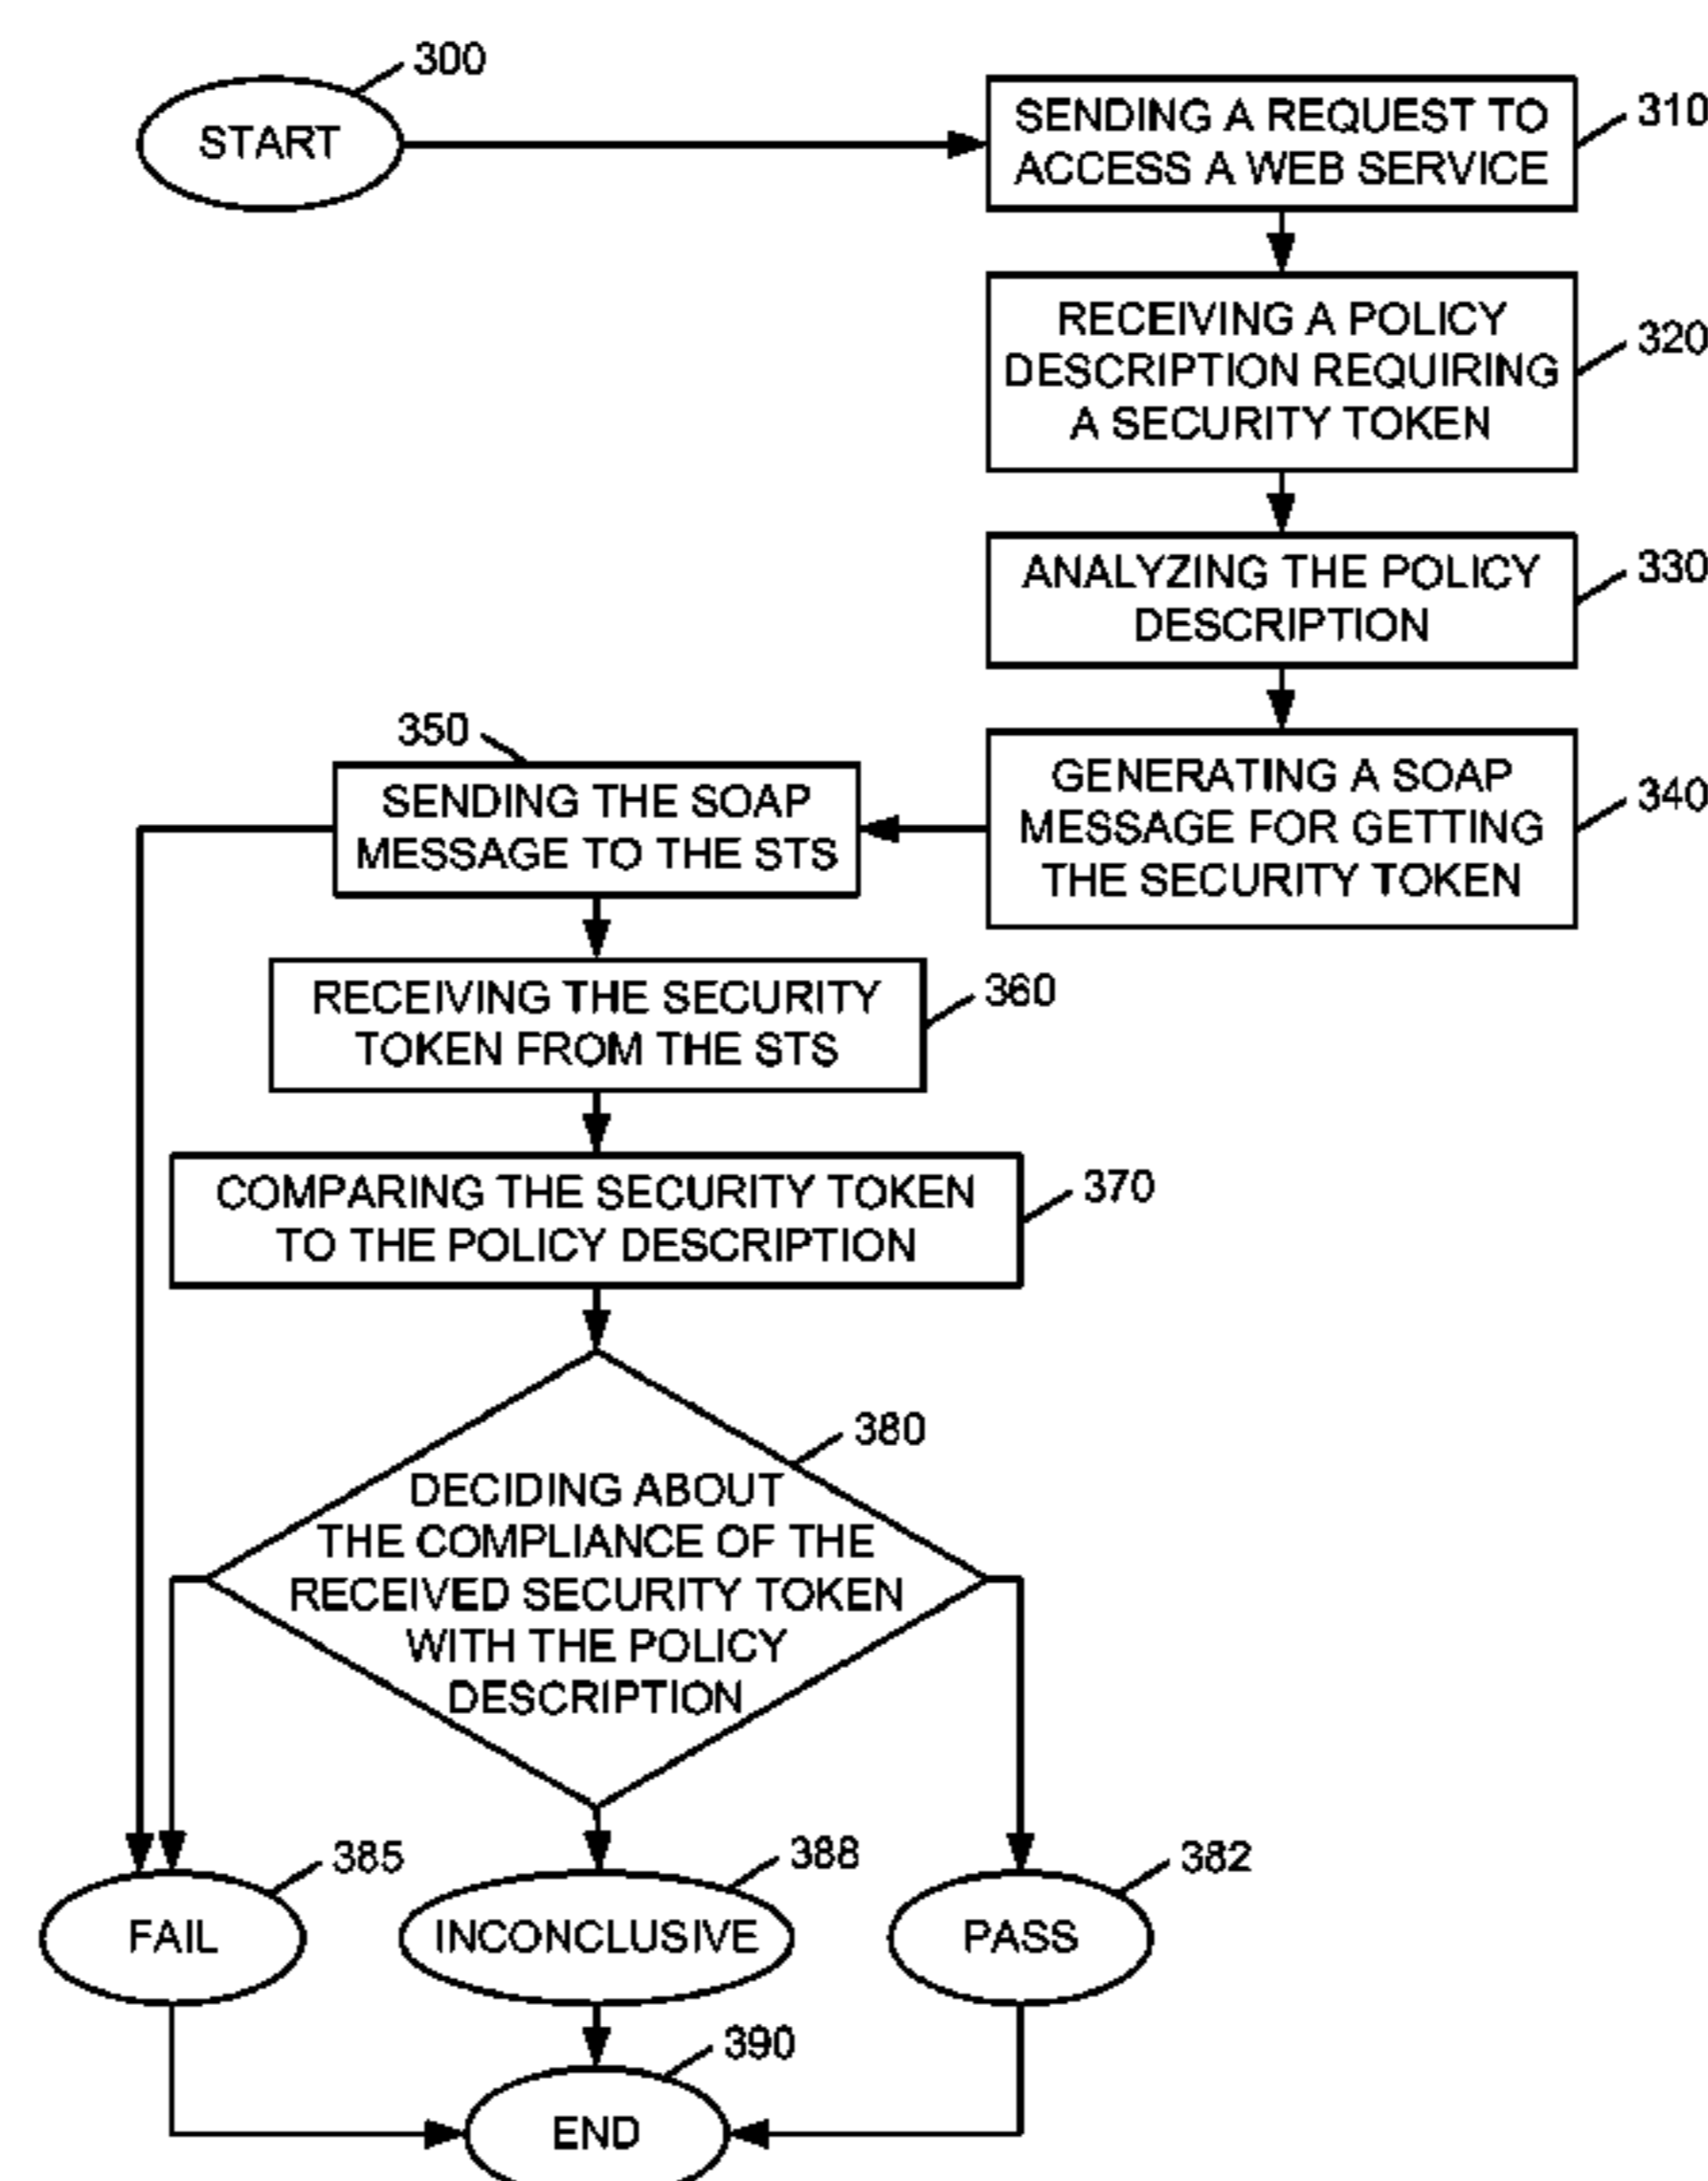 300
START
SENDING A REQUEST TO
ACCESS A WEB SERVICE
310
RECEIVING A POLICY
DESCRIPTION REQUIRING
A SECURITY TOKEN
320
ANALYZING THE POLICY
DESCRIPTION
330
GENERATING A SOAP
MESSAGE FOR GETTING
THE SECURITY TOKEN
340
350
SENDING THE SOAP
MESSAGE TO THE STS
RECEIVING THE SECURITY
TOKEN FROM THE STS
360
COMPARING THE SECURITY TOKEN
TO THE POLICY DESCRIPTION
370
380
DECIDING ABOUT
THE COMPLIANCE OF THE
RECEIVED SECURITY TOKEN
WITH THE POLICY
DESCRIPTION
385
FAIL
388
INCONCLUSIVE
382
PASS
390
END